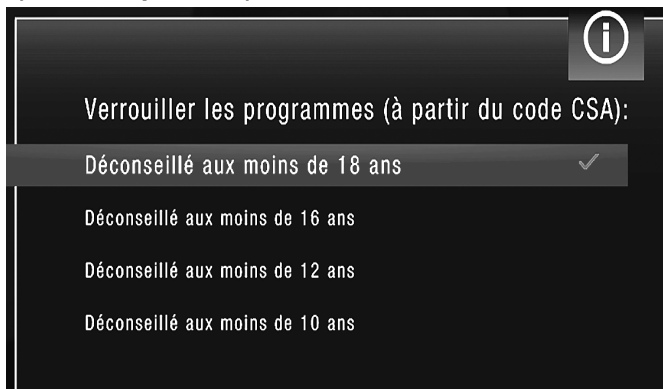 Verrouiller les programmes (à partir du code CSA):
Déconseillé aux moins de 18 ans
Déconseillé aux moins de 16 ans
Déconseillé aux moins de 12 ans
Déconseillé aux moins de 10 ans